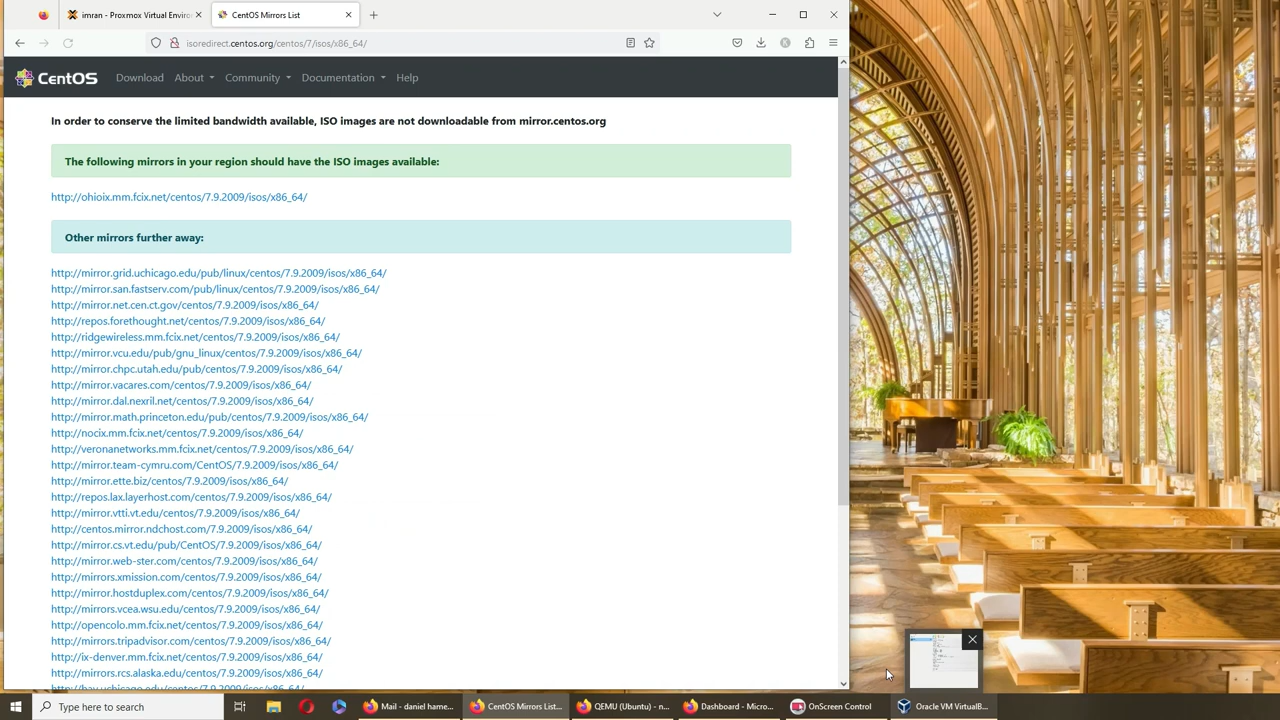 imran - Proxmox Virtual Enviro
CentOS Mirrors List
isoredirect.centos.org/centos/7/isos/x86_64/
CentOS Download About Community Documentation Help
In order to conserve the limited bandwidth available, ISO images are not downloadable from mirror.centos.org
The following mirrors in your region should have the ISO images available:
http://ohioix.mm.fcix.net/centos/7.9.2009/isos/x86_64/
Other mirrors further away:
http://mirror.grid.uchicago.edu/pub/linux/centos/7.9.2009/isos/x86_64/
http://mirror.san.fastserv.com/pub/linux/centos/7.9.2009/isos/x86_64/
http://mirror.net.cen.ct.gov/centos/7.9.2009/isos/x86_64/
http://repos.forethought.net/centos/7.9.2009/isos/x86_64/
http://ridgewireless.mm.fcix.net/centos/7.9.2009/isos/x86_64/
http://mirror.vcu.edu/pub/gnu_linux/centos/7.9.2009/isos/x86_64/
http://mirror.chpc.utah.edu/pub/centos/7.9.2009/isos/x86_64/
http://mirror.vacares.com/centos/7.9.2009/isos/x86_64/
http://mirror.dal.nexril.net/centos/7.9.2009/isos/x86_64/
http://mirror.math.princeton.edu/pub/centos/7.9.2009/isos/x86_64/
http://nocix.mm.fcix.net/centos/7.9.2009/isos/x86_64/
http://veronanetworks.mm.fcix.net/centos/7.9.2009/isos/x86_64/
http://mirror.team-cymru.com/CentOS/7.9.2009/isos/x86_64/
http://mirror.ette.biz/centos/7.9.2009/isos/x86_64/
http://repos.lax.layerhost.com/centos/7.9.2009/isos/x86_64/
http://mirror.vtti.vt.edu/centos/7.9.2009/isos/x86_64/
http://centos.mirror.ndchost.com/7.9.2009/isos/x86_64/
http://mirror.cs.vt.edu/pub/CentOS/7.9.2009/isos/x86_64/
http://mirror.web-ster.com/centos/7.9.2009/isos/x86_64/
http://mirrors.xmission.com/centos/7.9.2009/isos/x86_64/
http://mirror.hostduplex.com/centos/7.9.2009/isos/x86_64/
http://mirrors.vcea.wsu.edu/centos/7.9.2009/isos/x86_64/
http://opencolo.mm.fcix.net/centos/7.9.2009/isos/x86_64/
http://mirrors.tripadvisor.com/centos/7.9.2009/isos/x86_64/
http://ix-denver.mm.fcix.net/centos/7.9.2009/isos/x86_64/
http://mirrors.rcs.alaska.edu/centos/7.9.2009/isos/x86_64/
http://bay.uchicago.edu/centos/7.9.2009/isos/x86_64/
Type here to search
Mail - daniel hame...
CentOS Mirrors List...
QEMU (Ubuntu) - n...
Dashboard - Micro...
OnScreen Control
Oracle VM VirtualB...